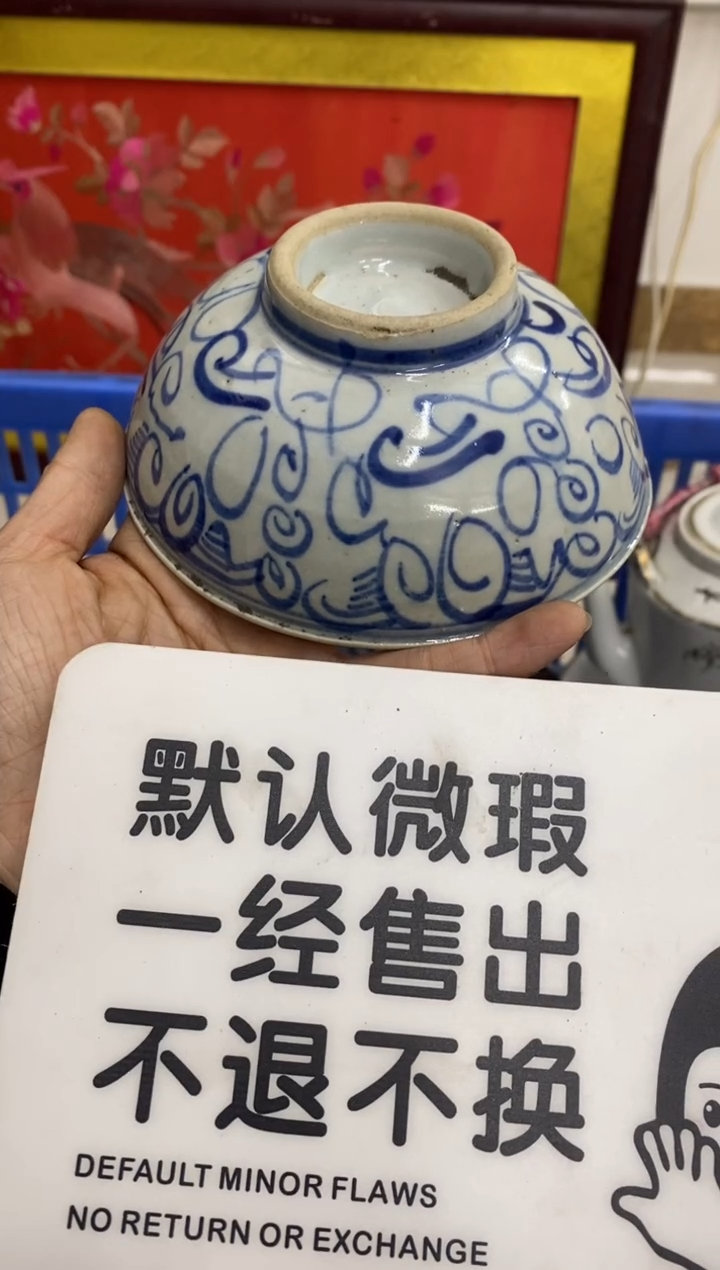 默认微瑕
一经售出
不退不换
DEFAULT MINOR FLAWS
NO RETURN OR EXCHANGE